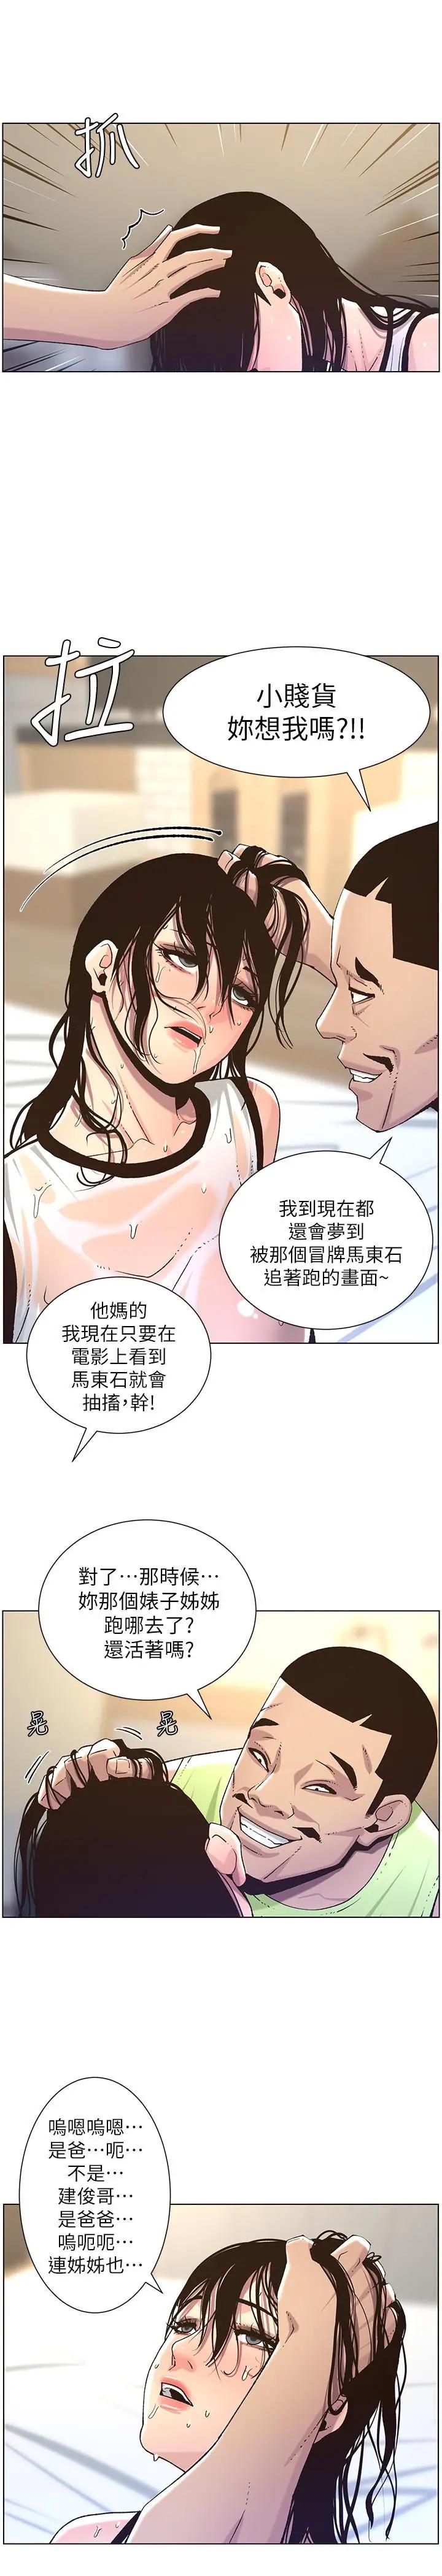 抓
拉
小賤貨
妳想我嗎?!!
我到現在都
還會夢到
被那個冒牌馬東石
追著跑的畫面~
他媽的
我現在只要在
電影上看到
馬東石就會
抽搐，幹!
對了⋯那時候⋯
妳那個婊子姊姊
跑哪去了?
還活著嗎?
晃
晃
嗚嗯嗚嗯⋯
是爸⋯呃⋯
不是⋯
建俊哥⋯
是爸爸⋯
嗚呃呃⋯
連姊姊也⋯